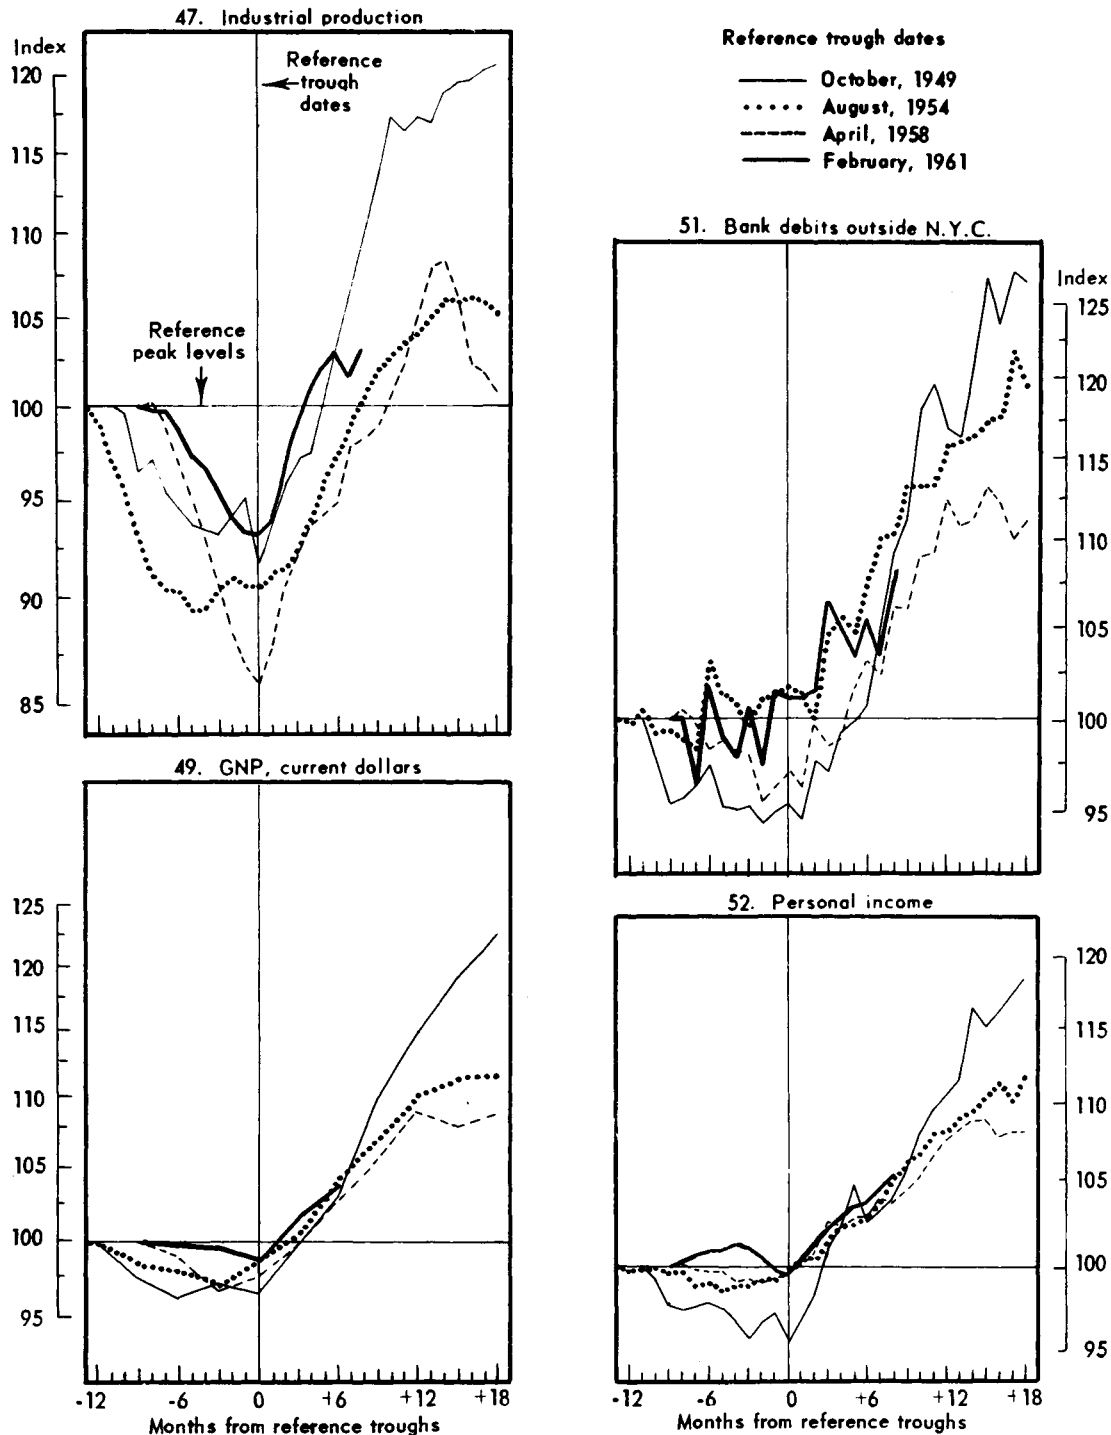 47. Industrial production
Index
120
115
110
105
100
95
90
85
Reference
trough
dates
Reference
peak levels
Reference trough dates
October, 1949
August, 1954
April, 1958
February, 1961
51. Bank debits outside N.Y.C.
Index
125
120
115
110
105
100
95
49. GNP, current dollars
125
120
115
110
105
100
95
-12 -6 0 +6 +12 +18
Months from reference troughs
52. Personal income
120
115
110
105
100
95
-12 -6 0 +6 +12 +18
Months from reference troughs